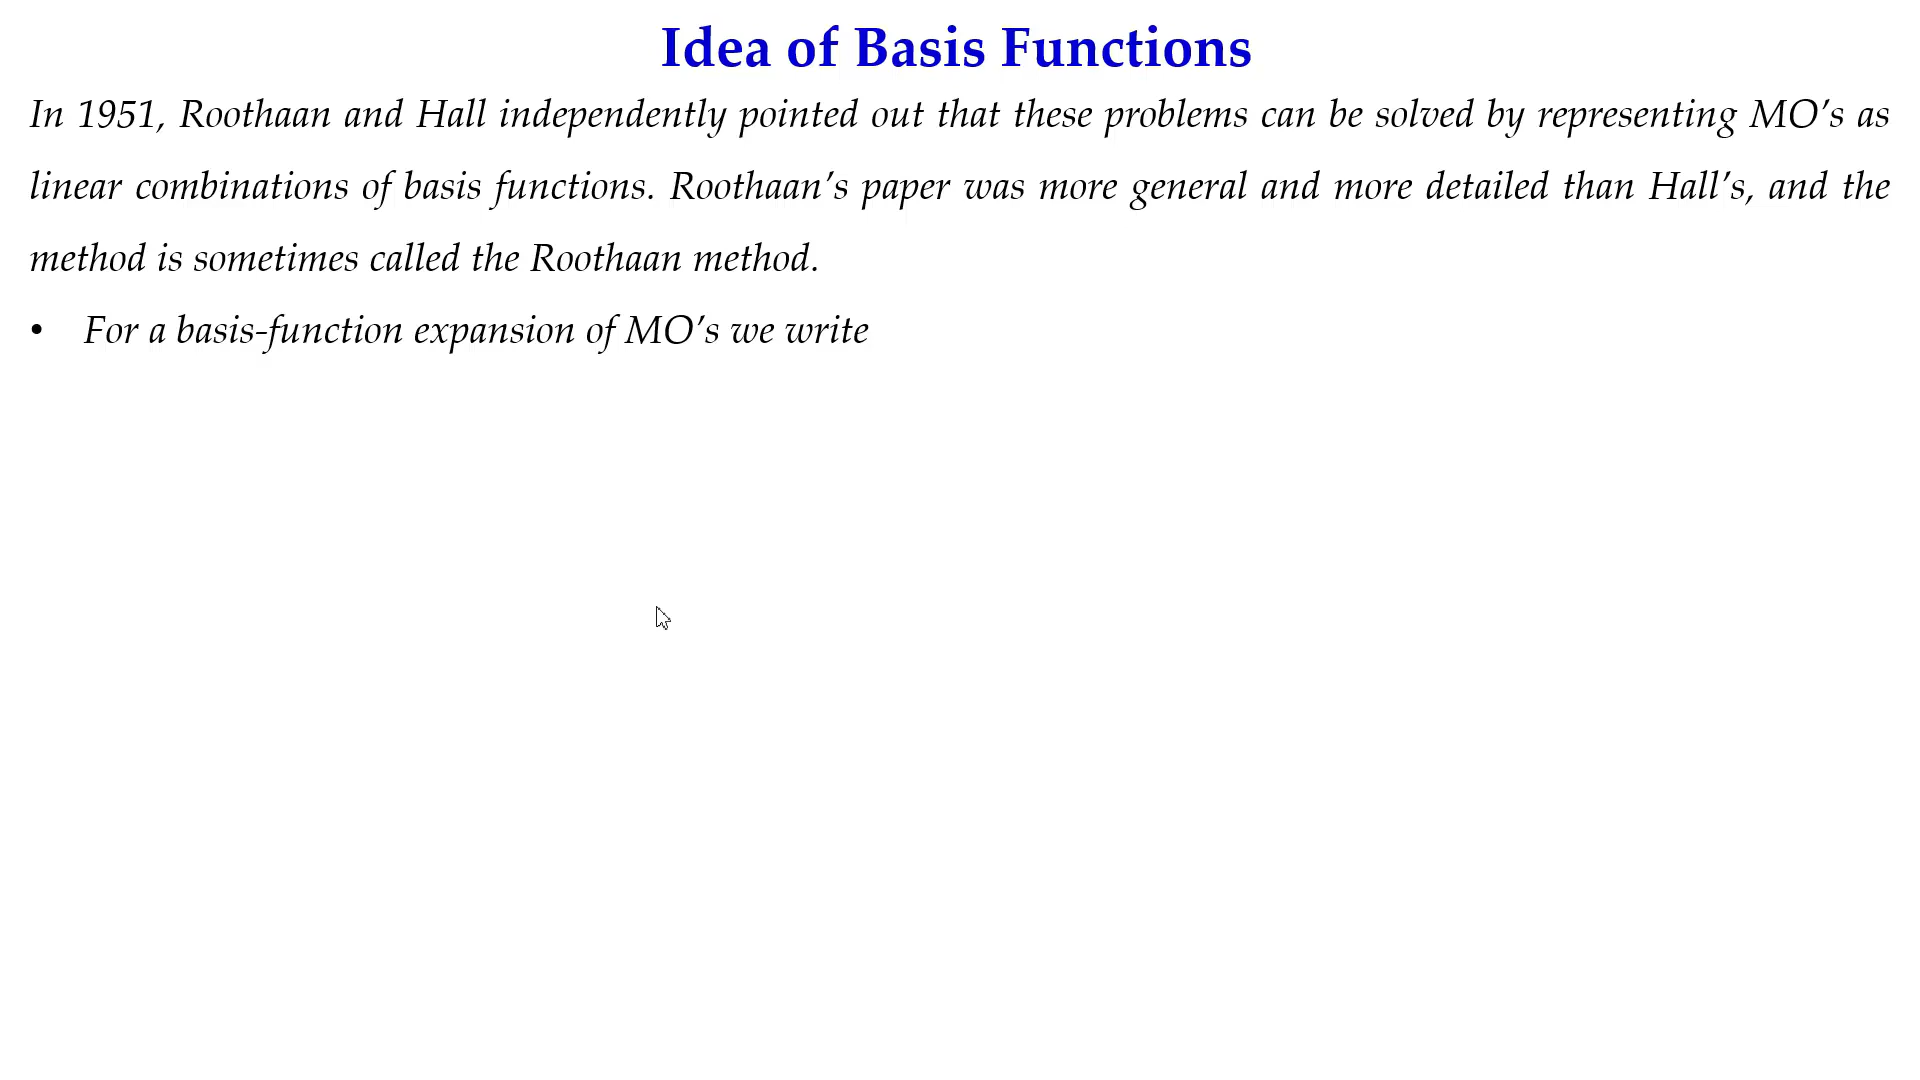 Idea of Basis Functions
In 1951, Roothaan and Hall independently pointed out that these problems can be solved by representing MO’s as
linear combinations of basis functions. Roothaan’s paper was more general and more detailed than Hall’s, and the
method is sometimes called the Roothaan method.
• For a basis-function expansion of MO’s we write